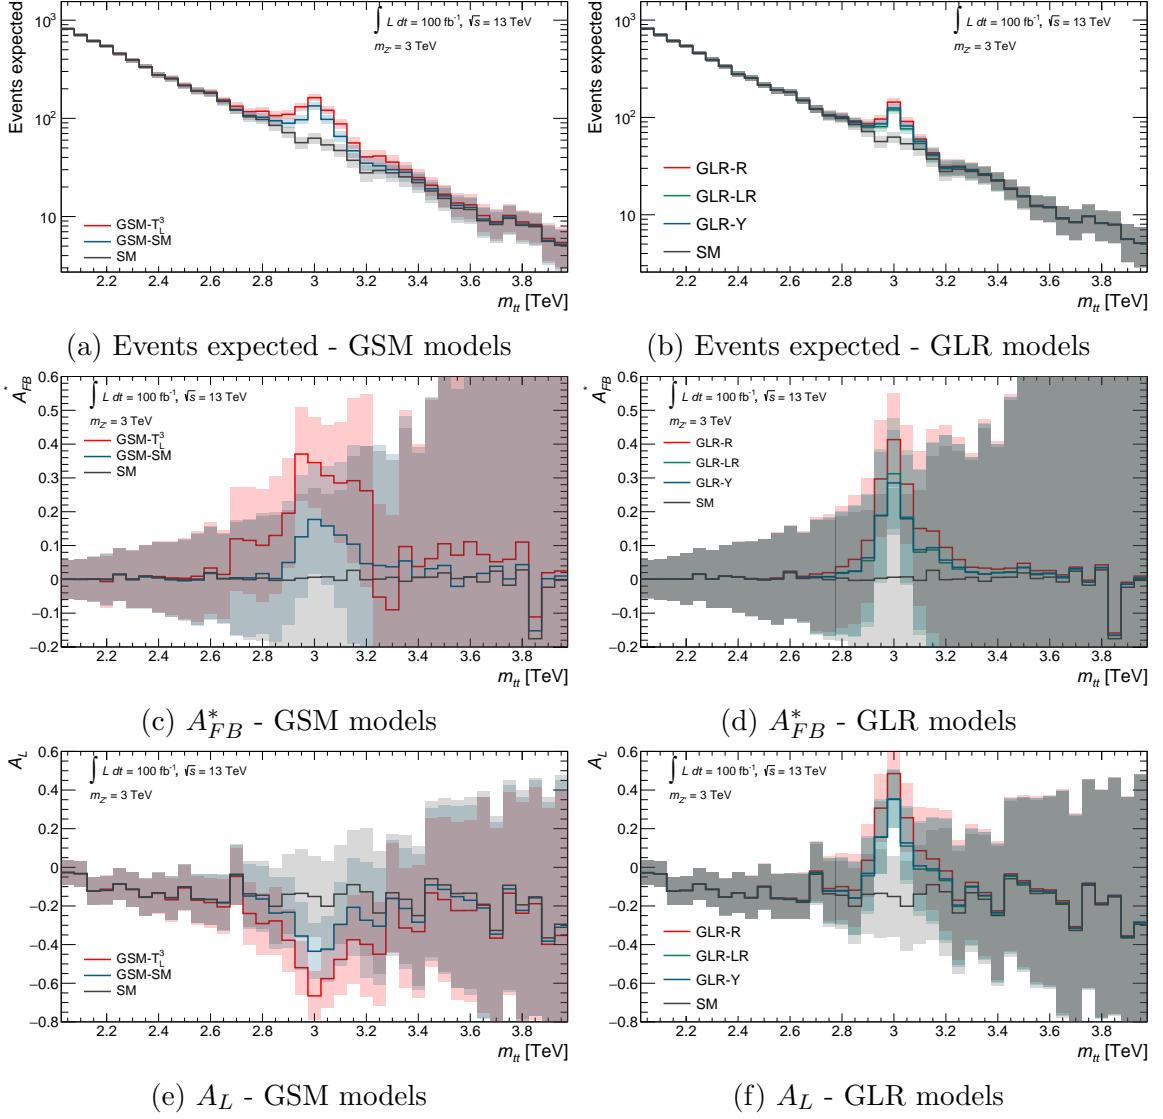 Events expected
10³
10²
10
∫ L dt = 100 fb⁻¹, √s = 13 TeV
m_Z' = 3 TeV
GSM-T³_L
GSM-SM
SM
2.2 2.4 2.6 2.8 3 3.2 3.4 3.6 3.8
m_tt [TeV]
(a) Events expected - GSM models
Events expected
10³
10²
10
∫ L dt = 100 fb⁻¹, √s = 13 TeV
m_Z' = 3 TeV
GLR-R
GLR-LR
GLR-Y
SM
2.2 2.4 2.6 2.8 3 3.2 3.4 3.6 3.8
m_tt [TeV]
(b) Events expected - GLR models
A*_FB
0.6
0.5
0.4
0.3
0.2
0.1
0
−0.1
−0.2
∫ L dt = 100 fb⁻¹, √s = 13 TeV
m_Z' = 3 TeV
GSM-T³_L
GSM-SM
SM
2.2 2.4 2.6 2.8 3 3.2 3.4 3.6 3.8
m_tt [TeV]
(c) A*_FB - GSM models
A*_FB
0.6
0.5
0.4
0.3
0.2
0.1
0
−0.1
−0.2
∫ L dt = 100 fb⁻¹, √s = 13 TeV
m_Z' = 3 TeV
GLR-R
GLR-LR
GLR-Y
SM
2.2 2.4 2.6 2.8 3 3.2 3.4 3.6 3.8
m_tt [TeV]
(d) A*_FB - GLR models
A_L
0.6
0.4
0.2
0
−0.2
−0.4
−0.6
−0.8
∫ L dt = 100 fb⁻¹, √s = 13 TeV
m_Z' = 3 TeV
GSM-T³_L
GSM-SM
SM
2.2 2.4 2.6 2.8 3 3.2 3.4 3.6 3.8
m_tt [TeV]
(e) A_L - GSM models
A_L
0.6
0.4
0.2
0
−0.2
−0.4
−0.6
−0.8
∫ L dt = 100 fb⁻¹, √s = 13 TeV
m_Z' = 3 TeV
GLR-R
GLR-LR
GLR-Y
SM
2.2 2.4 2.6 2.8 3 3.2 3.4 3.6 3.8
m_tt [TeV]
(f) A_L - GLR models